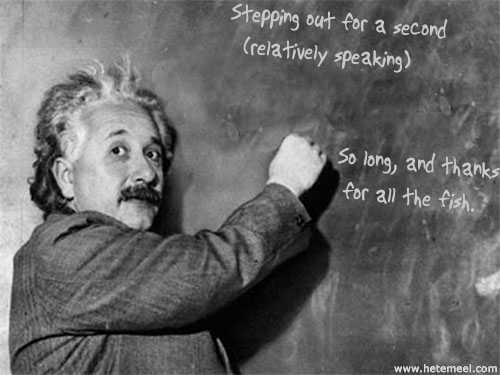 Stepping out for a second
(relatively speaking)
So long, and thanks
for all the fish.
www.hetemeel.com